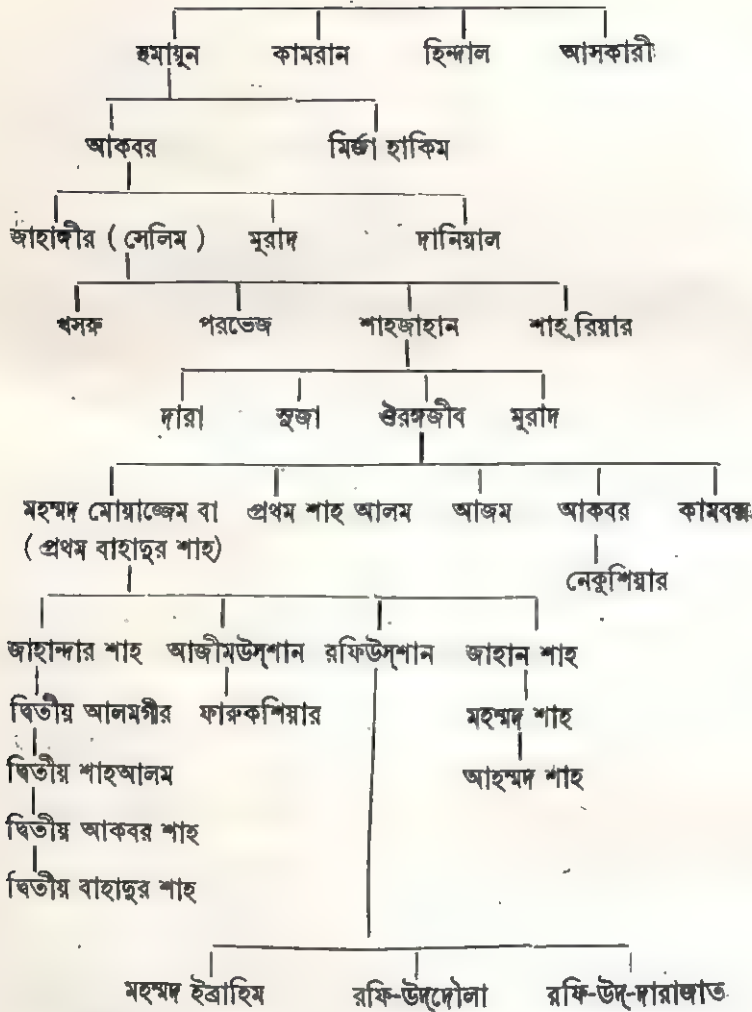 হুমায়ুন কামরান হিন্দাল আসকারী
আকবর মির্জা হাকিম
জাহাঙ্গীর ( সেলিম ) মুরাদ দানিয়াল
খসরু পরভেজ শাহজাহান শাহ্ রিয়ার
দারা সুজা ঔরঙ্গজীব মুরাদ
মহম্মদ মোয়াজ্জেম বা প্রথম শাহ আলম আজম আকবর কামবক্স
( প্রথম বাহাদুর শাহ)
নেকুশিয়ার
জাহান্দার শাহ আজীমউস্‌শান রফিউস্‌শান জাহান শাহ
দ্বিতীয় আলমগীর ফারুকশিয়ার মহম্মদ শাহ
দ্বিতীয় শাহআলম আহম্মদ শাহ
দ্বিতীয় আকবর শাহ
দ্বিতীয় বাহাদুর শাহ
মহম্মদ ইব্রাহিম রফি-উদ্‌দৌলা রফি-উদ্‌-দারাজাত